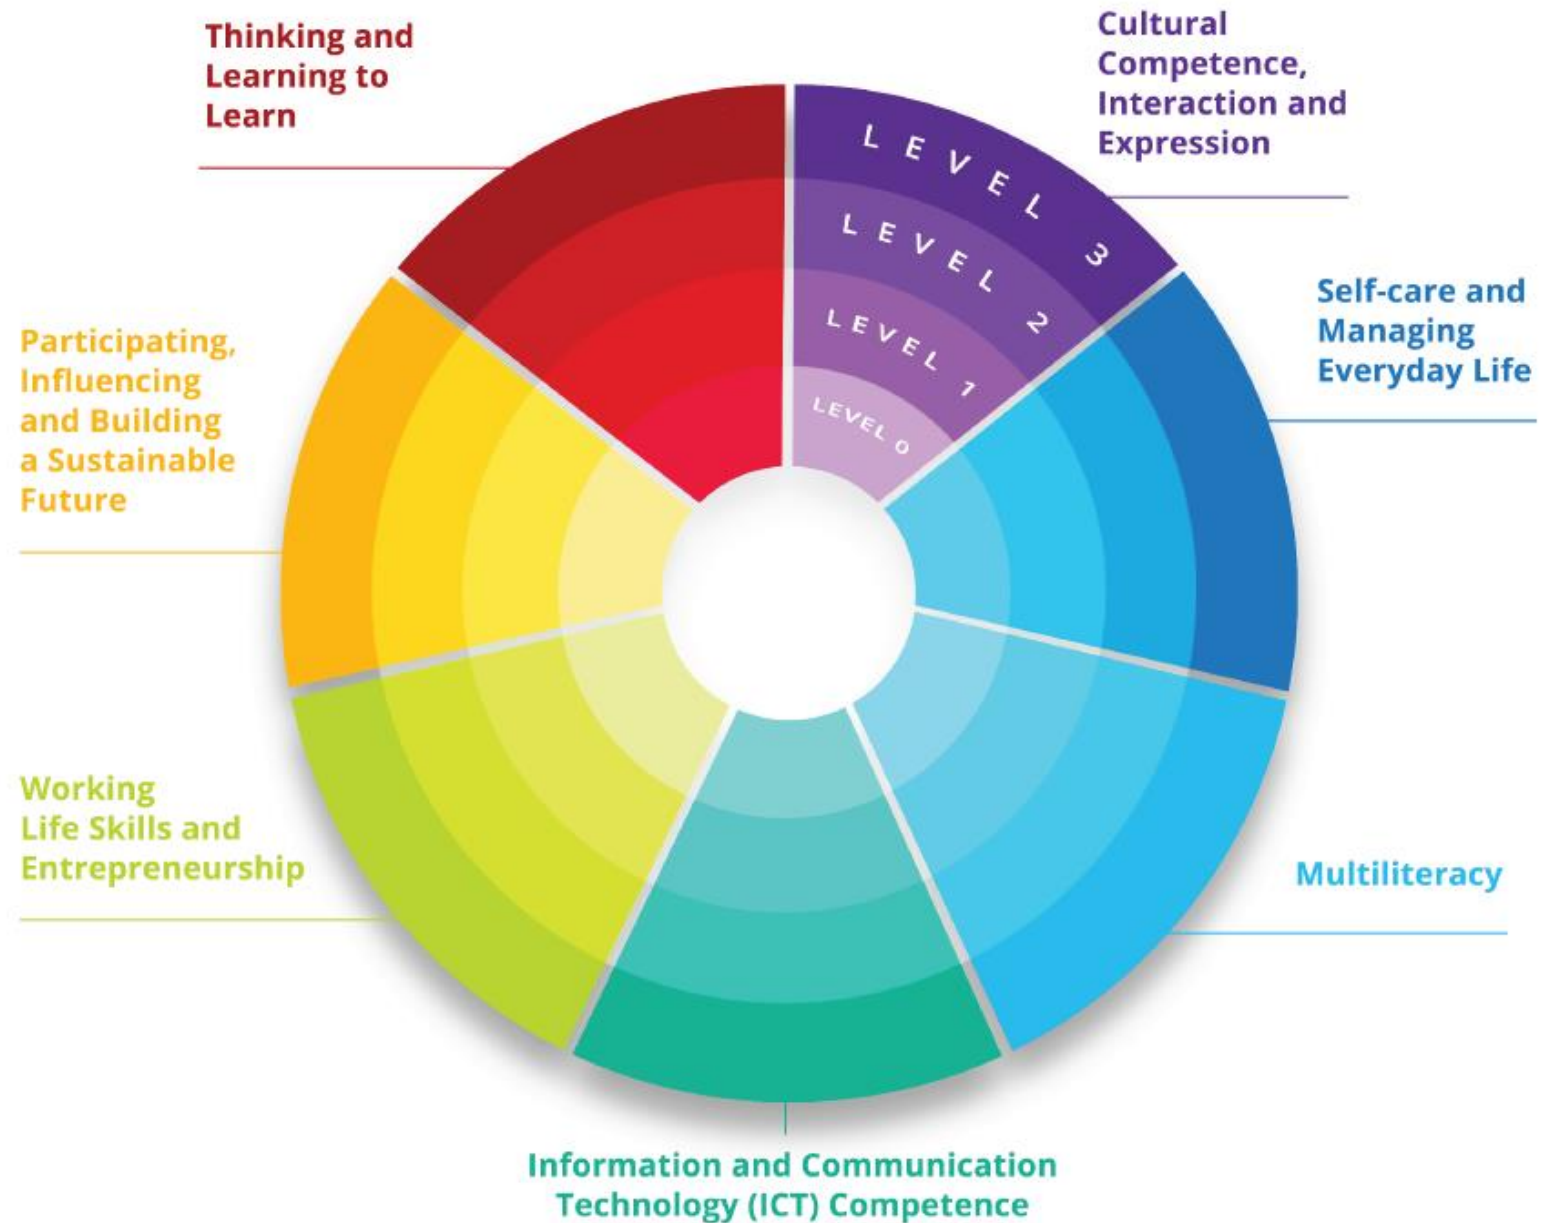 Thinking and
Learning to
Learn
Cultural
Competence,
Interaction and
Expression
LEVEL 3
LEVEL 2
LEVEL 1
LEVEL 0
Self-care and
Managing
Everyday Life
Participating,
Influencing
and Building
a Sustainable
Future
Working
Life Skills and
Entrepreneurship
Multiliteracy
Information and Communication
Technology (ICT) Competence